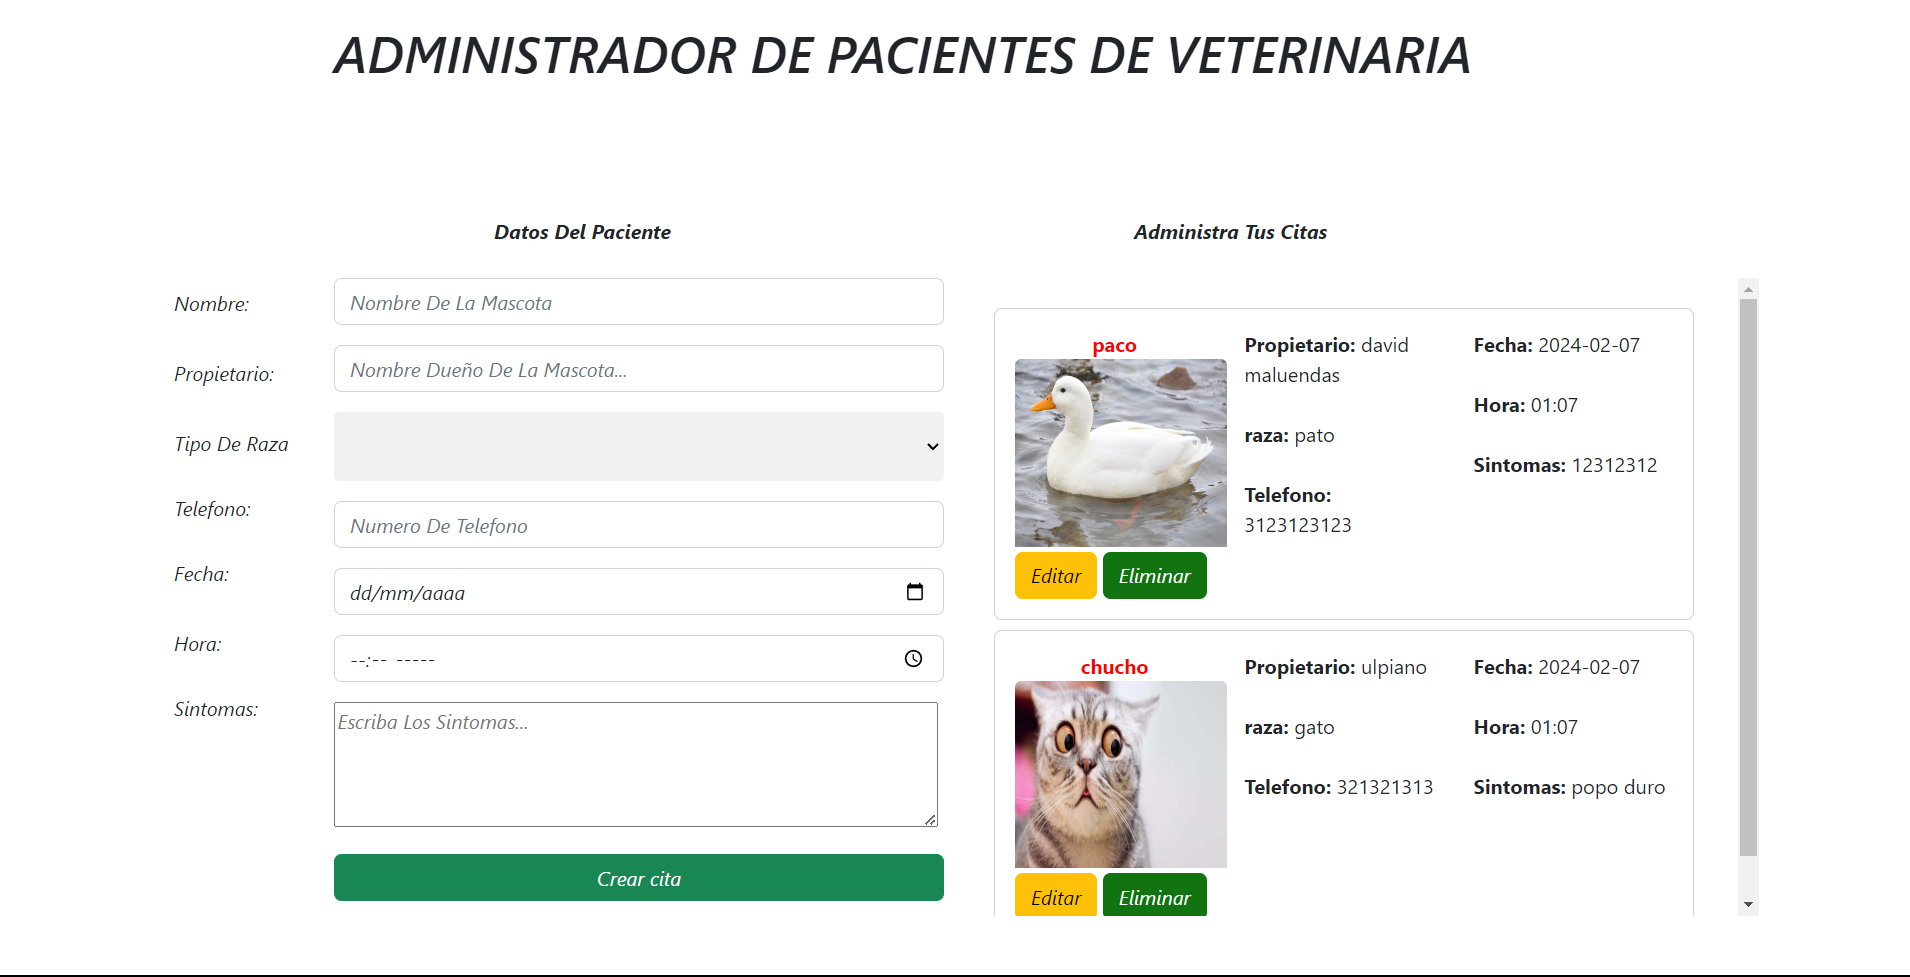 ADMINISTRADOR DE PACIENTES DE VETERINARIA
Datos Del Paciente
Nombre:
Nombre De La Mascota
Propietario:
Nombre Dueño De La Mascota...
Tipo De Raza
Telefono:
Numero De Telefono
Fecha:
dd/mm/aaaa
Hora:
--:-- -----
Sintomas:
Escriba Los Sintomas...
Crear cita
Administra Tus Citas
paco
Propietario: david
maluendas
raza: pato
Telefono:
3123123123
Fecha: 2024-02-07
Hora: 01:07
Sintomas: 12312312
Editar
Eliminar
chucho
Propietario: ulpiano
raza: gato
Telefono: 321321313
Fecha: 2024-02-07
Hora: 01:07
Sintomas: popo duro
Editar
Eliminar